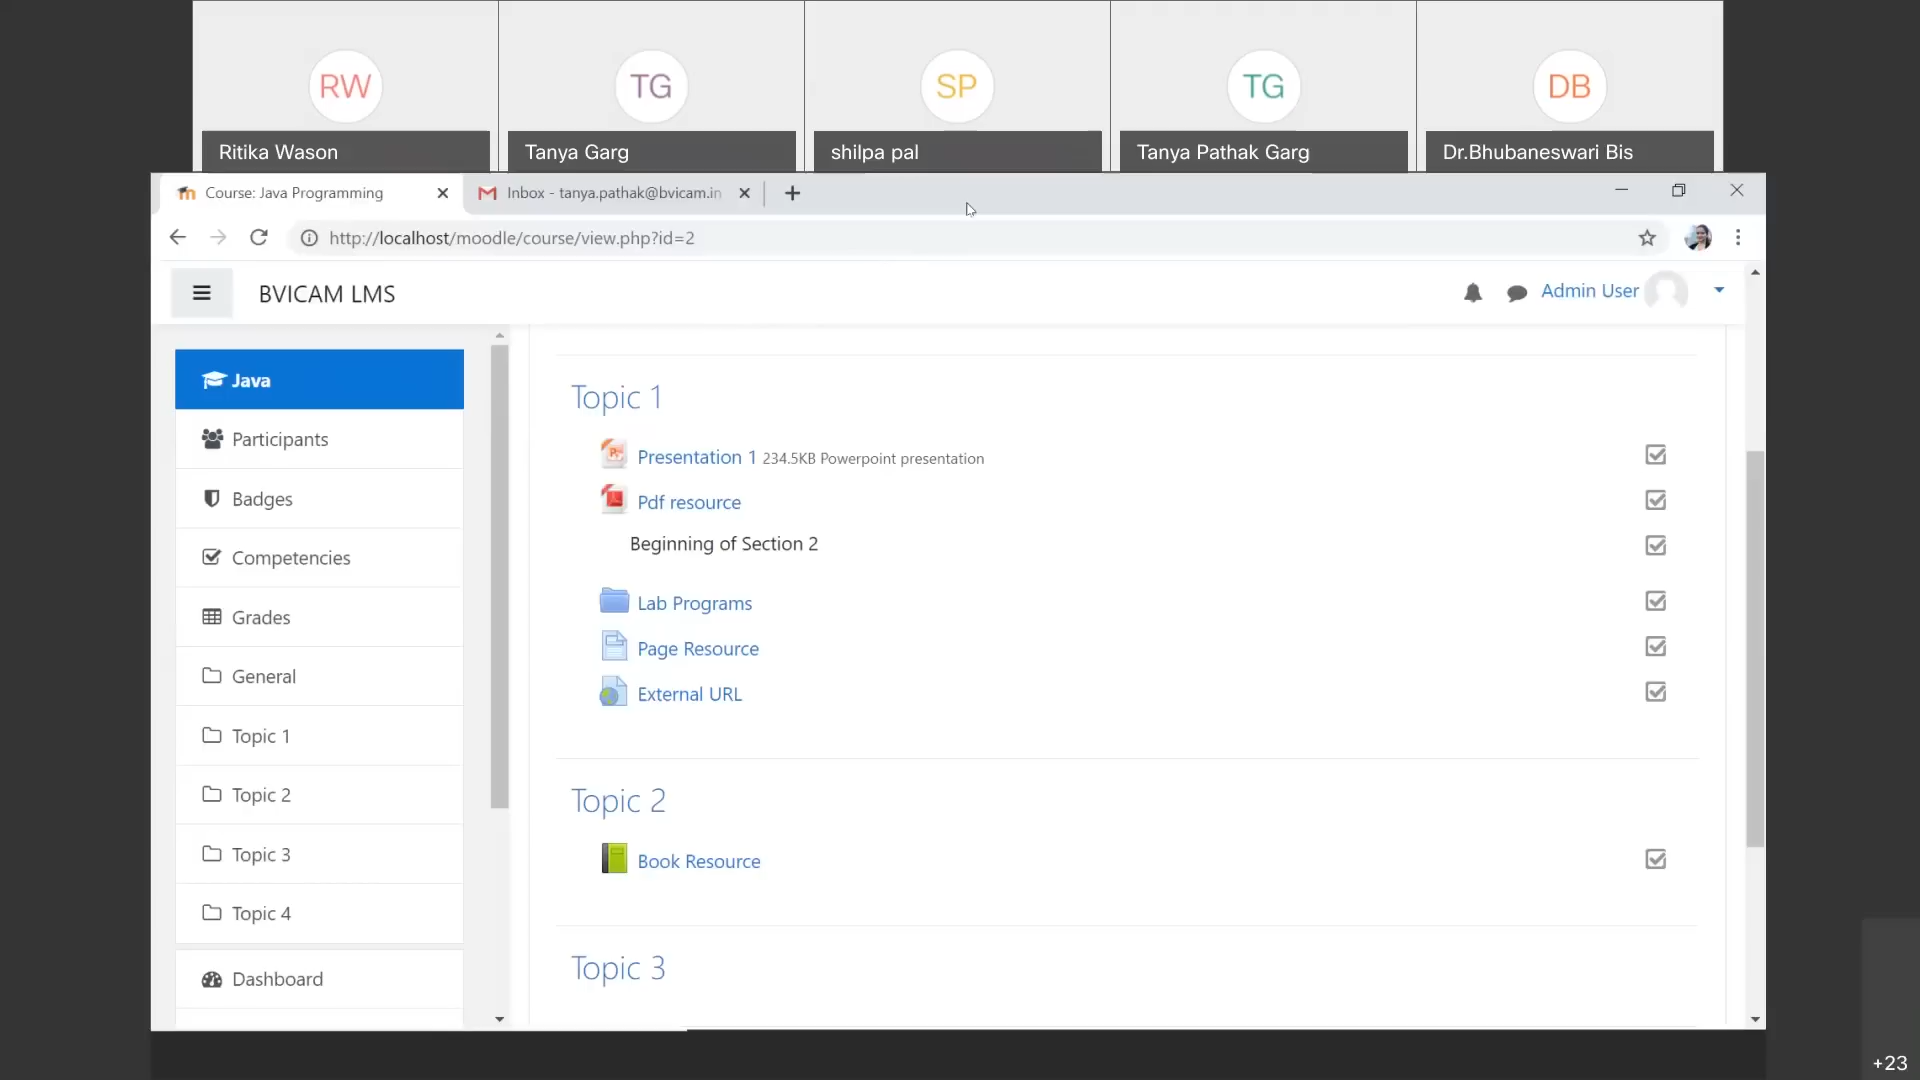 RW
TG
SP
TG
DB
Ritika Wason
Tanya Garg
shilpa pal
Tanya Pathak Garg
Dr.Bhubaneswari Bis
Course: Java Programming
Inbox - tanya.pathak@bvicam.in
http://localhost/moodle/course/view.php?id=2
BVICAM LMS
Admin User
Java
Participants
Badges
Competencies
Grades
General
Topic 1
Topic 2
Topic 3
Topic 4
Dashboard
Topic 1
Presentation 1 234.5KB Powerpoint presentation
Pdf resource
Beginning of Section 2
Lab Programs
Page Resource
External URL
Topic 2
Book Resource
Topic 3
+23